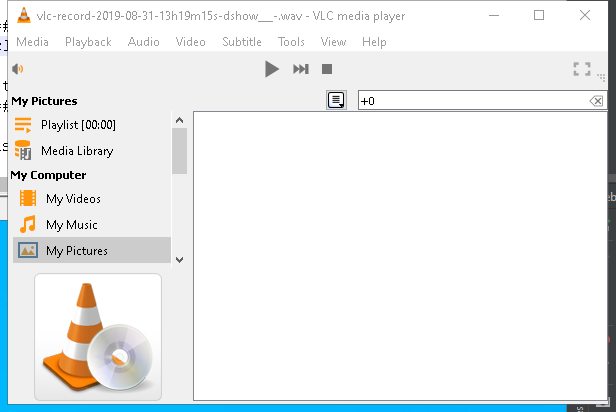 vlc-record-2019-08-31-13h19m15s-dshow___-.wav - VLC media player
Media Playback Audio Video Subtitle Tools View Help
My Pictures
+0
Playlist [00:00]
Media Library
My Computer
My Videos
My Music
My Pictures